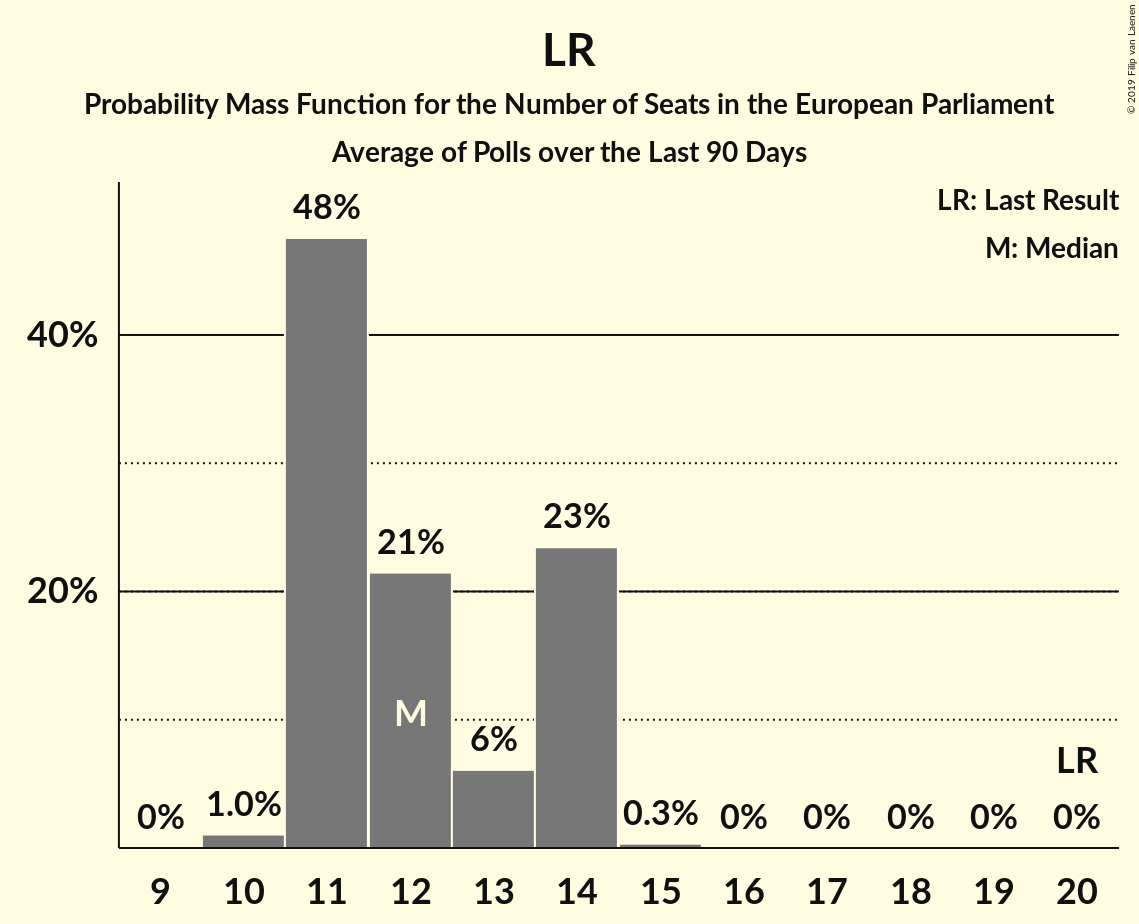 LR
Probability Mass Function for the Number of Seats in the European Parliament
Average of Polls over the Last 90 Days
© 2019 Filip van Laenen
LR: Last Result
M: Median
48%
40%
23%
21%
20%
M
6%
LR
0% 1.0% 0.3% 0% 0% 0% 0% 0%
9 10 11 12 13 14 15 16 17 18 19 20